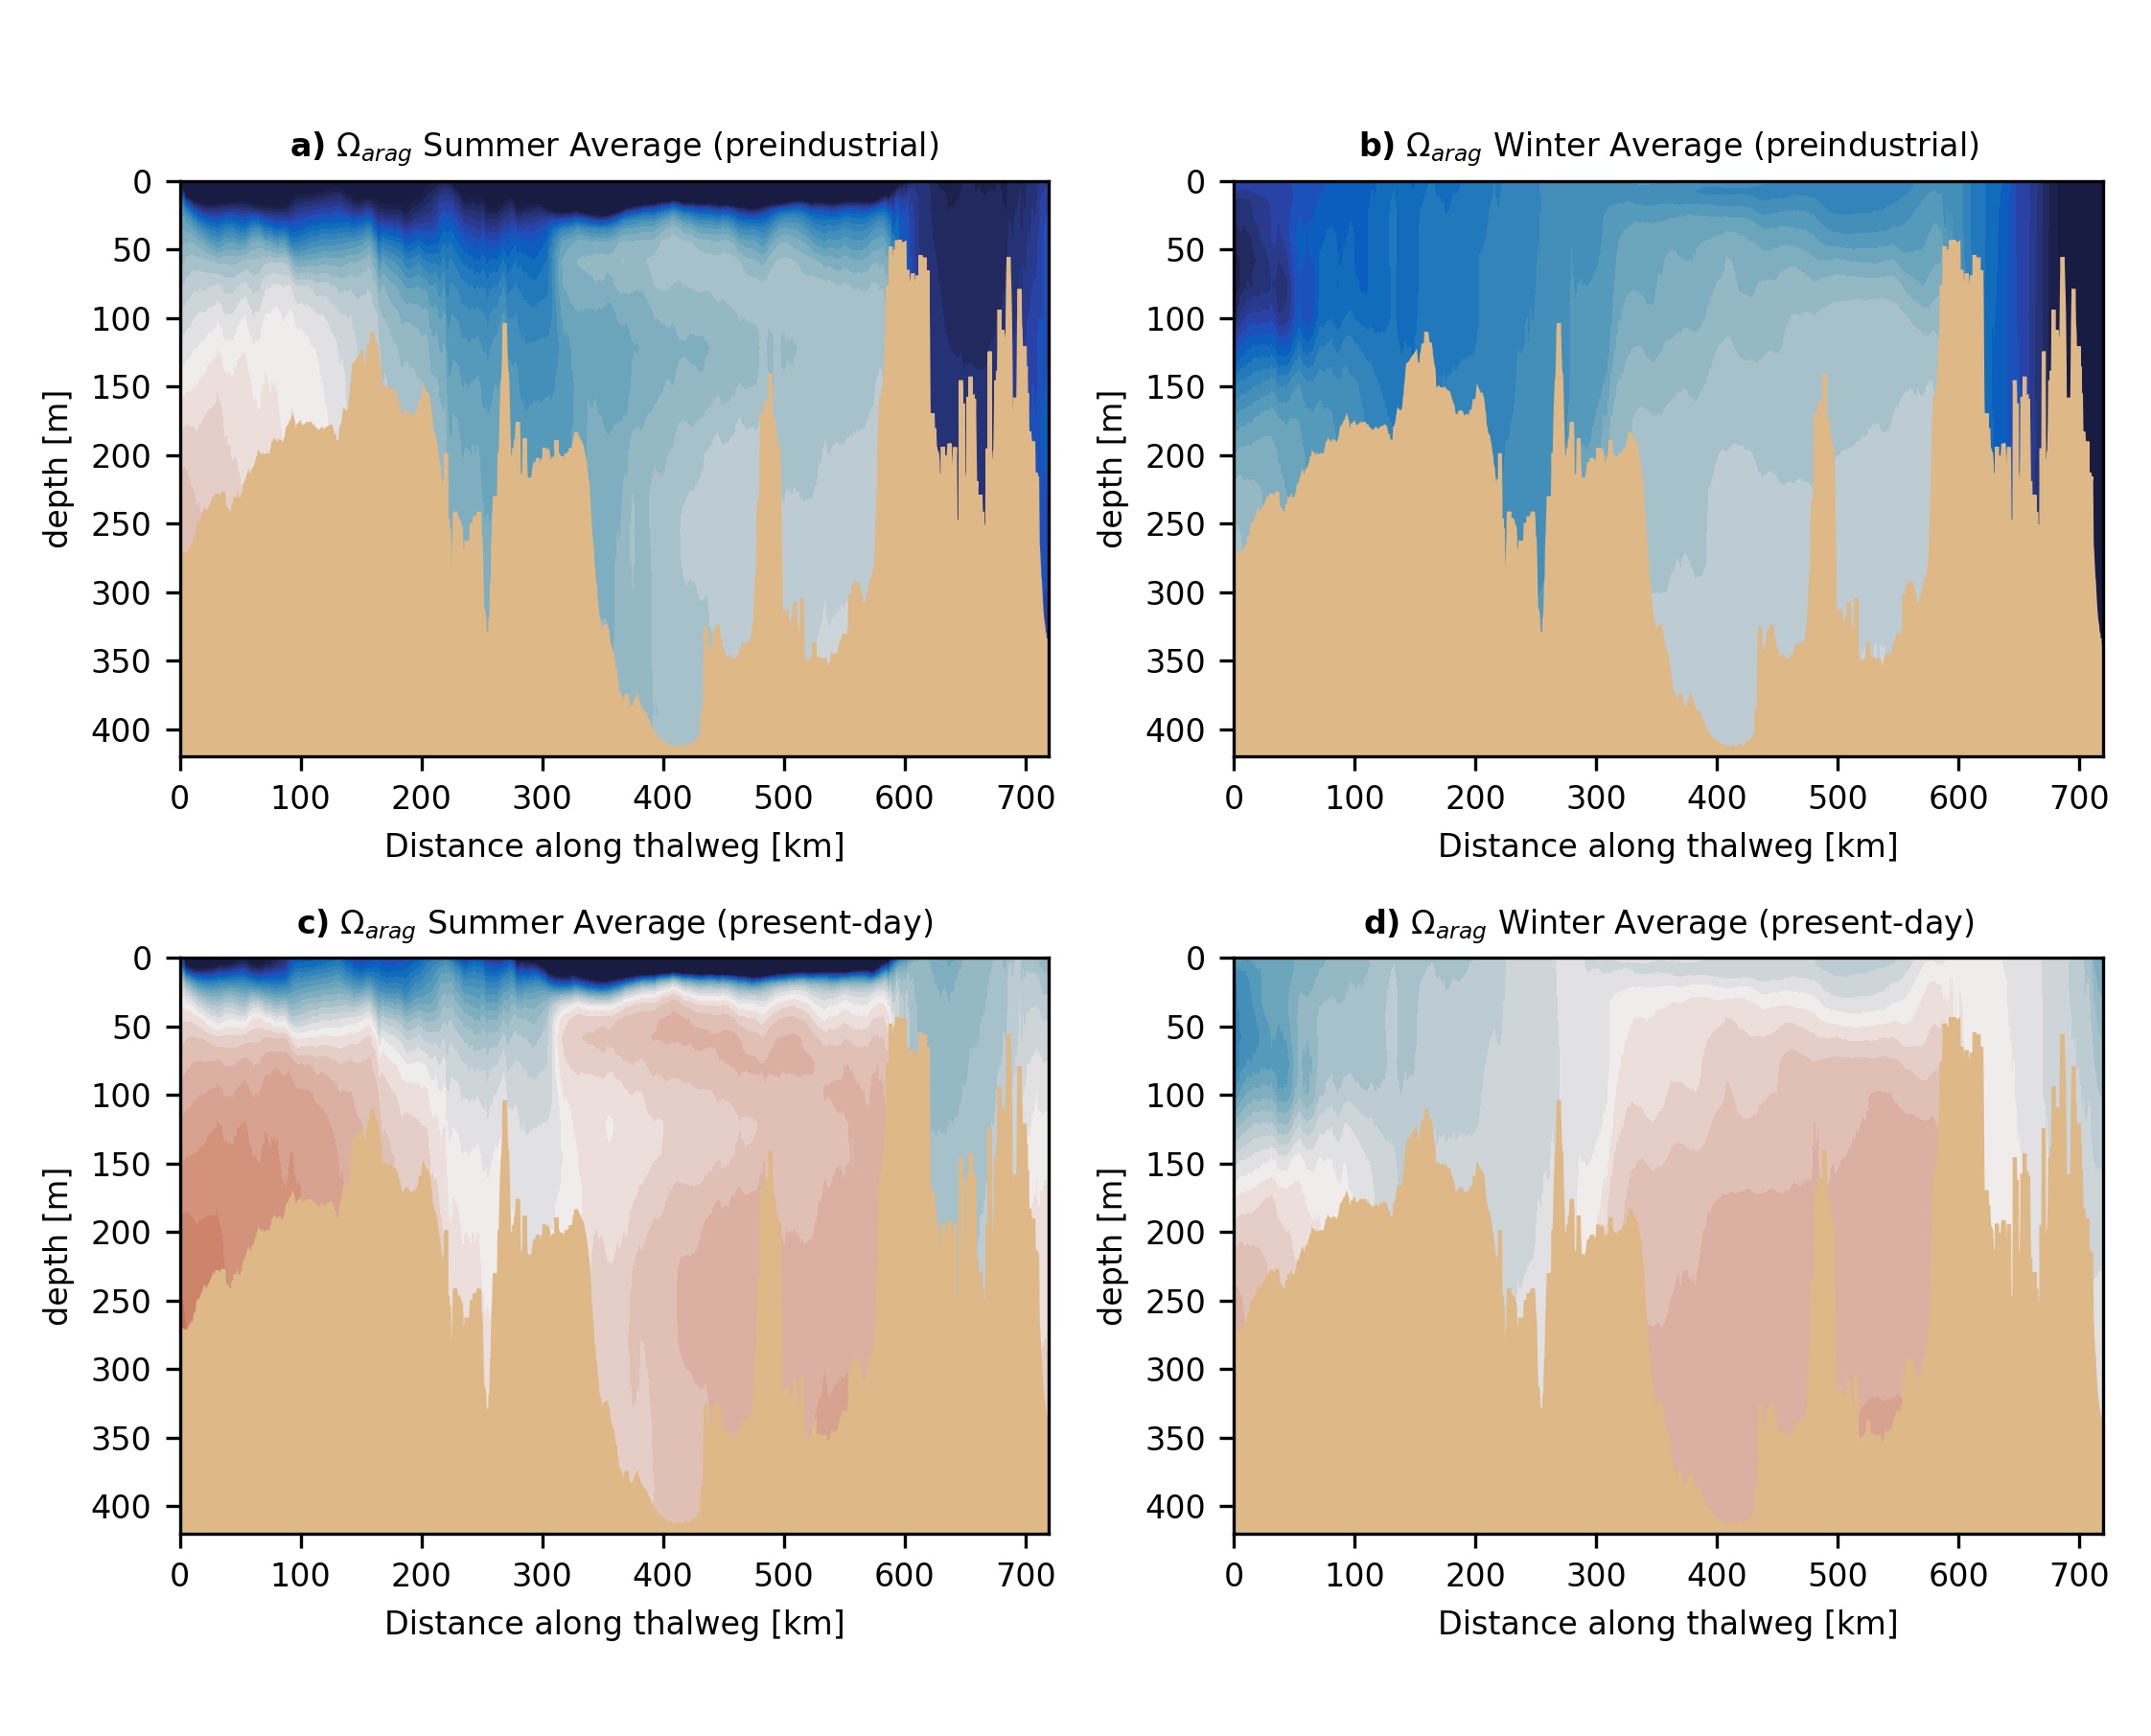 a) Ωarag Summer Average (preindustrial)
0
50
100
150
200
250
300
350
400
depth [m]
0 100 200 300 400 500 600 700
Distance along thalweg [km]
b) Ωarag Winter Average (preindustrial)
0
50
100
150
200
250
300
350
400
depth [m]
0 100 200 300 400 500 600 700
Distance along thalweg [km]
c) Ωarag Summer Average (present-day)
0
50
100
150
200
250
300
350
400
depth [m]
0 100 200 300 400 500 600 700
Distance along thalweg [km]
d) Ωarag Winter Average (present-day)
0
50
100
150
200
250
300
350
400
depth [m]
0 100 200 300 400 500 600 700
Distance along thalweg [km]